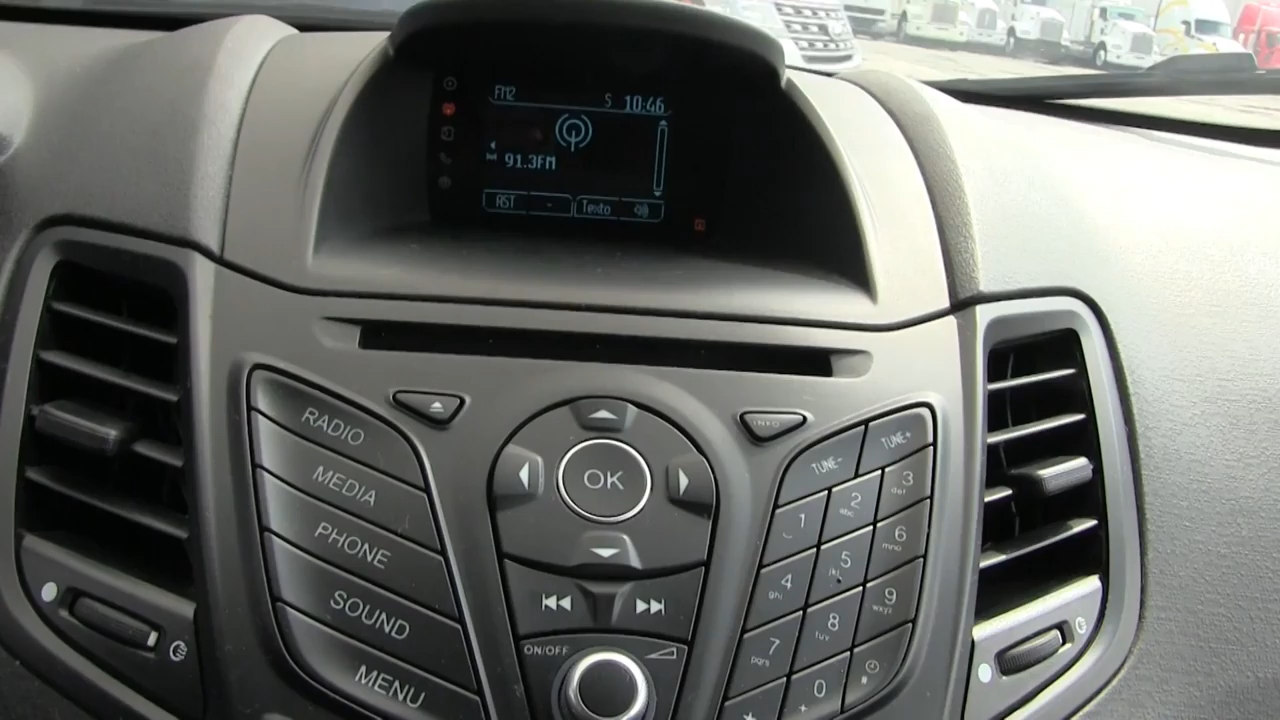 FM2
S 10:46
91.3FM
AST - Texto
RADIO
MEDIA
PHONE
SOUND
MENU
OK
ON/OFF
INFO
TUNE- TUNE+
1 2 abc 3 def
4 ghi 5 jkl 6 mno
7 pqrs 8 tuv 9 wxyz
* 0 + #